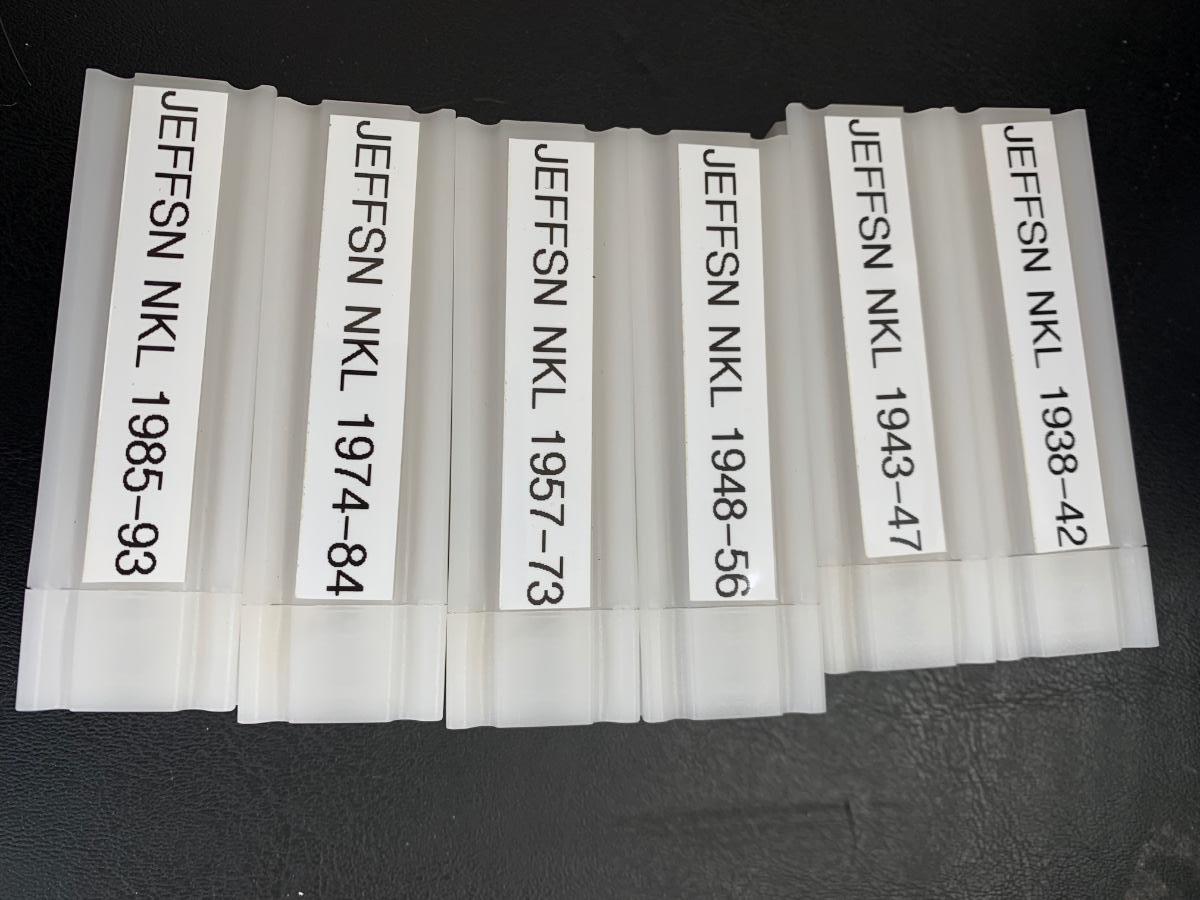 JEFFSN NKL 1985-93
JEFFSN NKL 1974-84
JEFFSN NKL 1957-73
JEFFSN NKL 1948-56
JEFFSN NKL 1943-47
JEFFSN NKL 1938-42